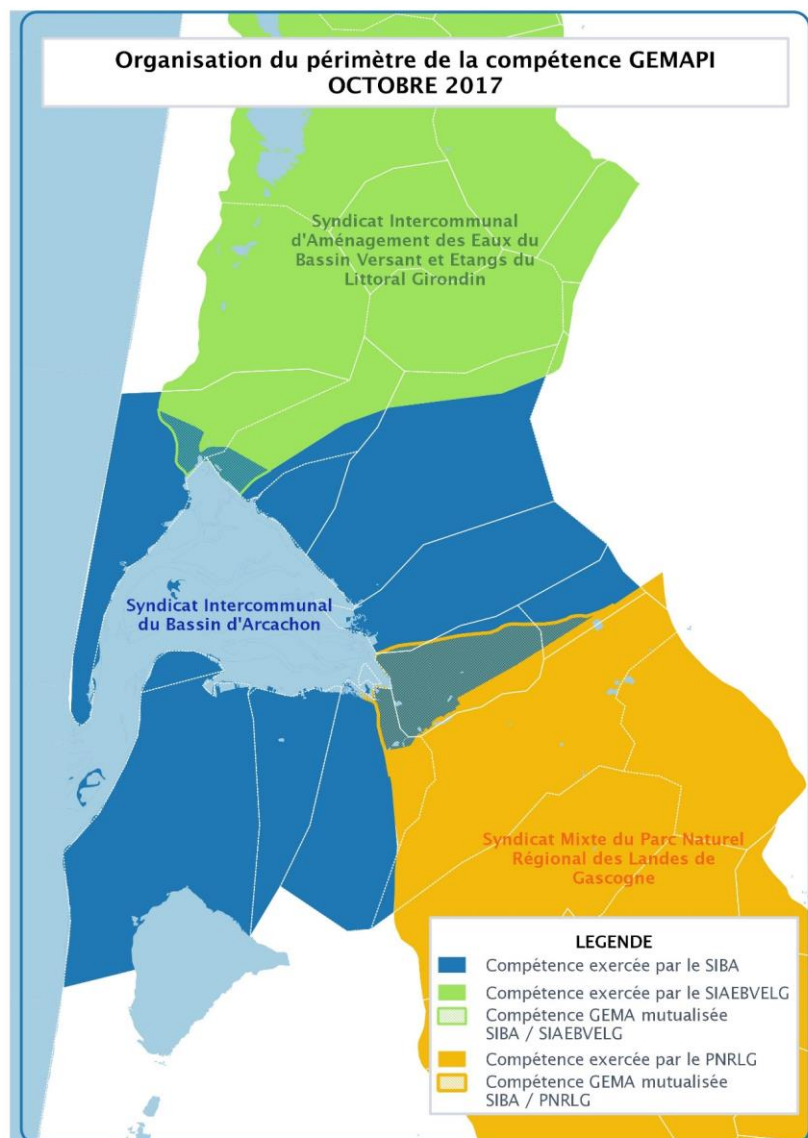 Organisation du périmètre de la compétence GEMAPI
OCTOBRE 2017
Syndicat Intercommunal
d'Aménagement des Eaux du
Bassin Versant et Etangs du
Littoral Girondin
Syndicat Intercommunal
du Bassin d'Arcachon
Syndicat Mixte du Parc Naturel
Régional des Landes de
Gascogne
LEGENDE
Compétence exercée par le SIBA
Compétence exercée par le SIAEBVELG
Compétence GEMA mutualisée
SIBA / SIAEBVELG
Compétence exercée par le PNRLG
Compétence GEMA mutualisée
SIBA / PNRLG